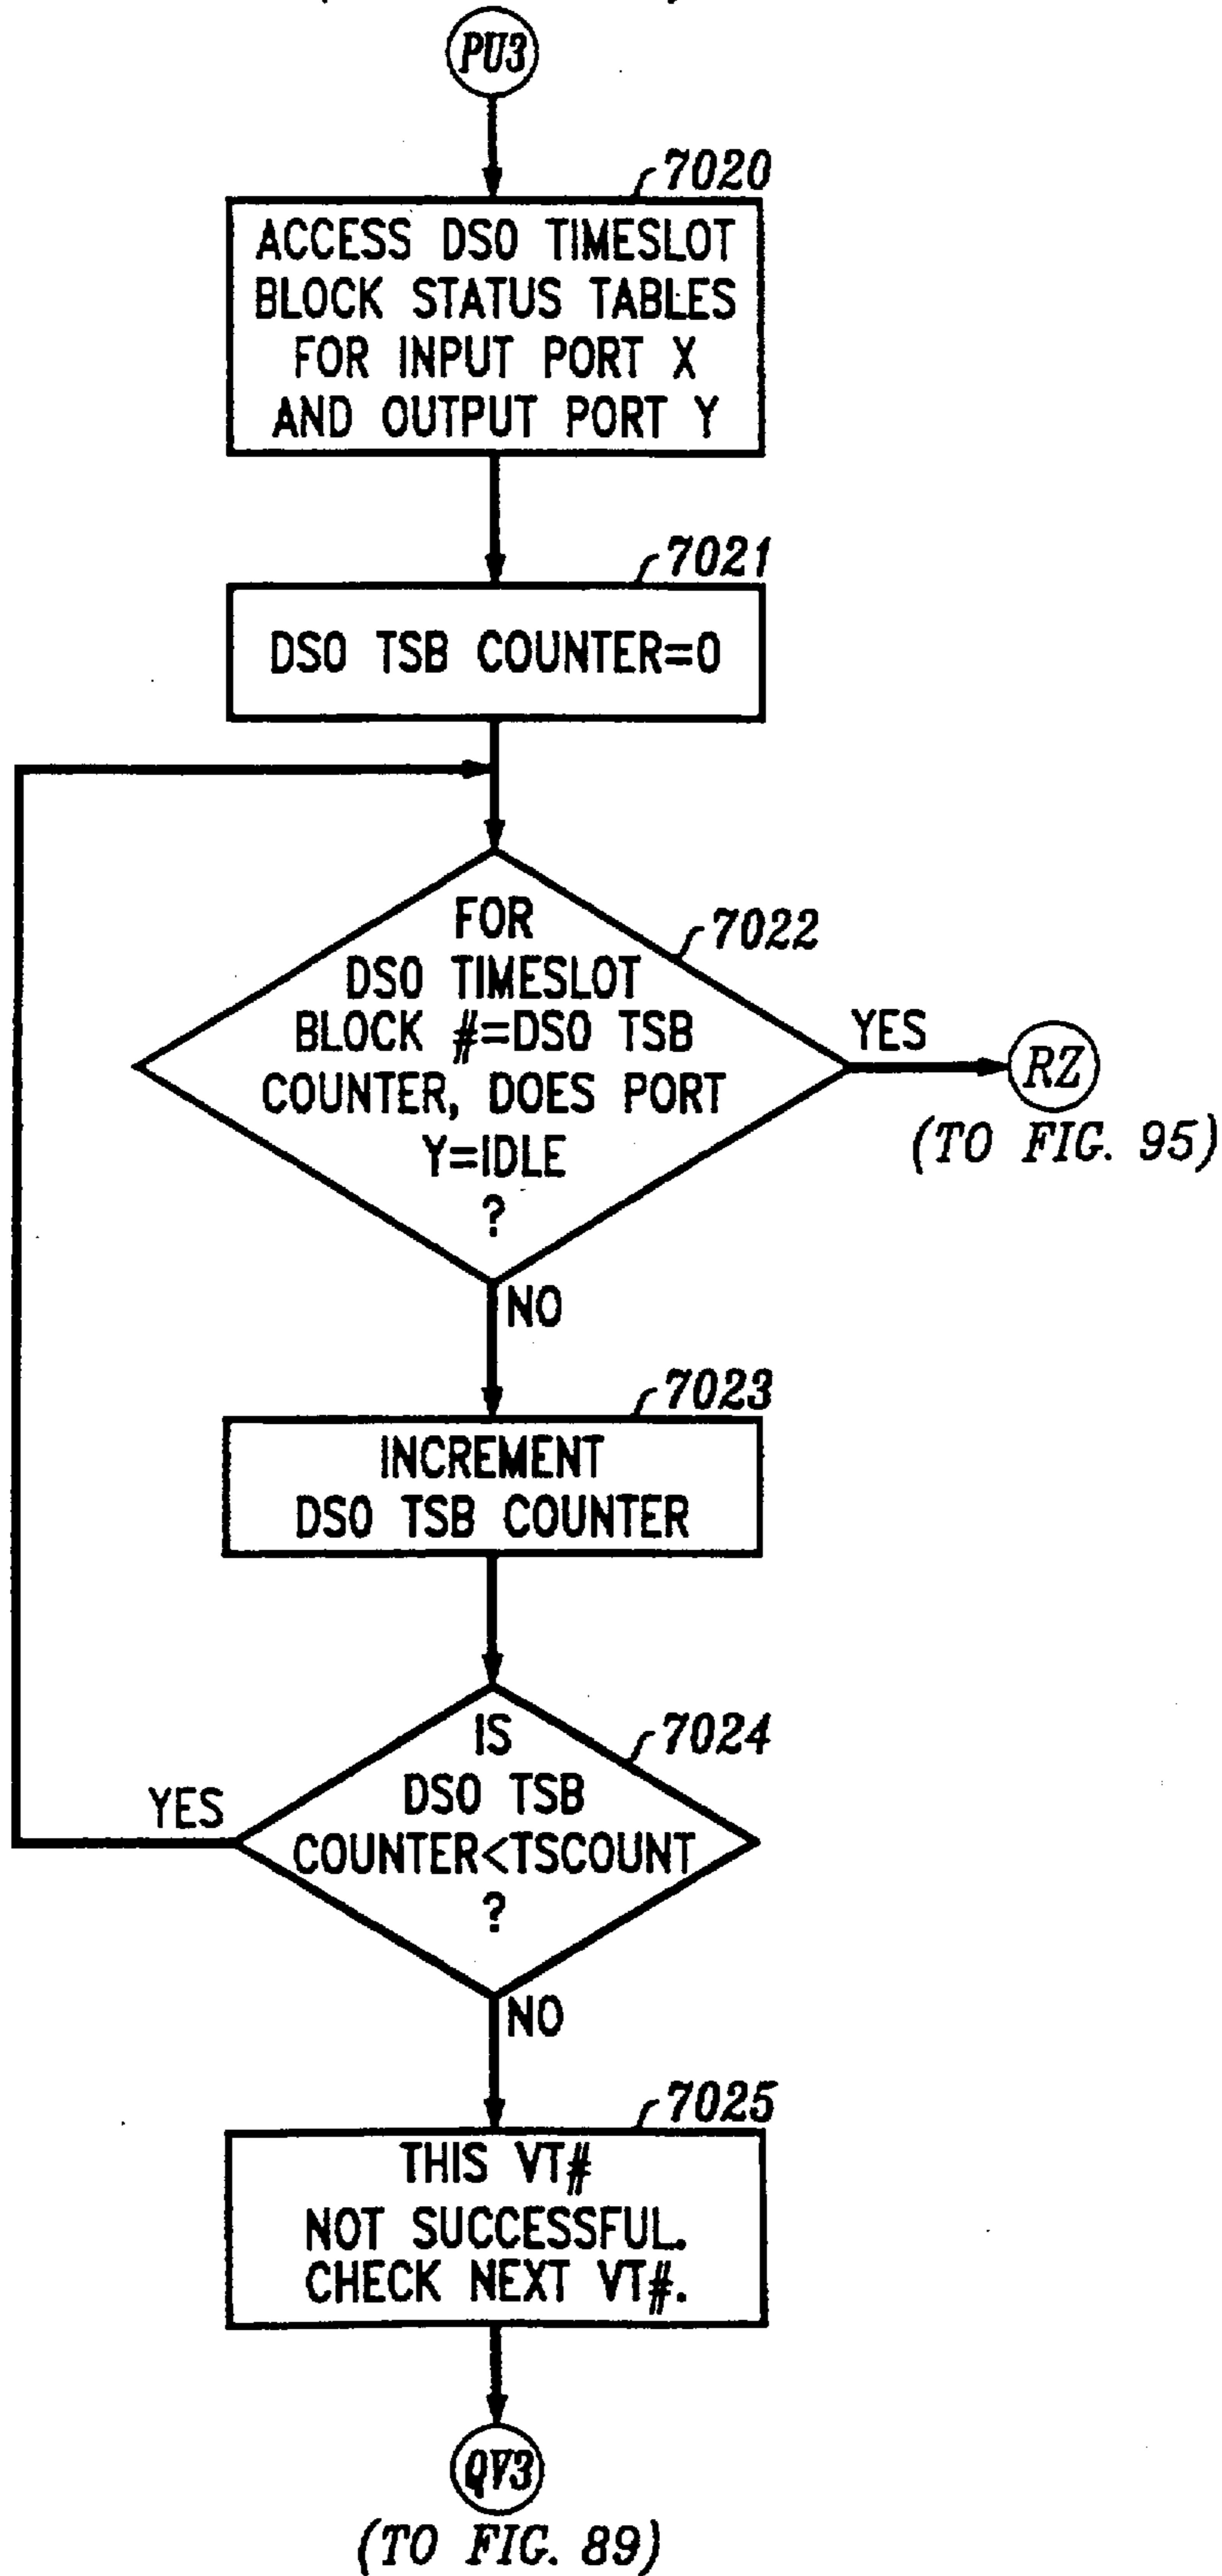 PU3
7020
ACCESS DS0 TIMESLOT
BLOCK STATUS TABLES
FOR INPUT PORT X
AND OUTPUT PORT Y
7021
DS0 TSB COUNTER=0
7022
FOR
DS0 TIMESLOT
BLOCK #=DS0 TSB
COUNTER, DOES PORT
Y=IDLE
?
YES
RZ
(TO FIG. 95)
NO
7023
INCREMENT
DS0 TSB COUNTER
7024
IS
DS0 TSB
COUNTER<TSCOUNT
?
YES
NO
7025
THIS VT#
NOT SUCCESSFUL.
CHECK NEXT VT#.
QV3
(TO FIG. 89)